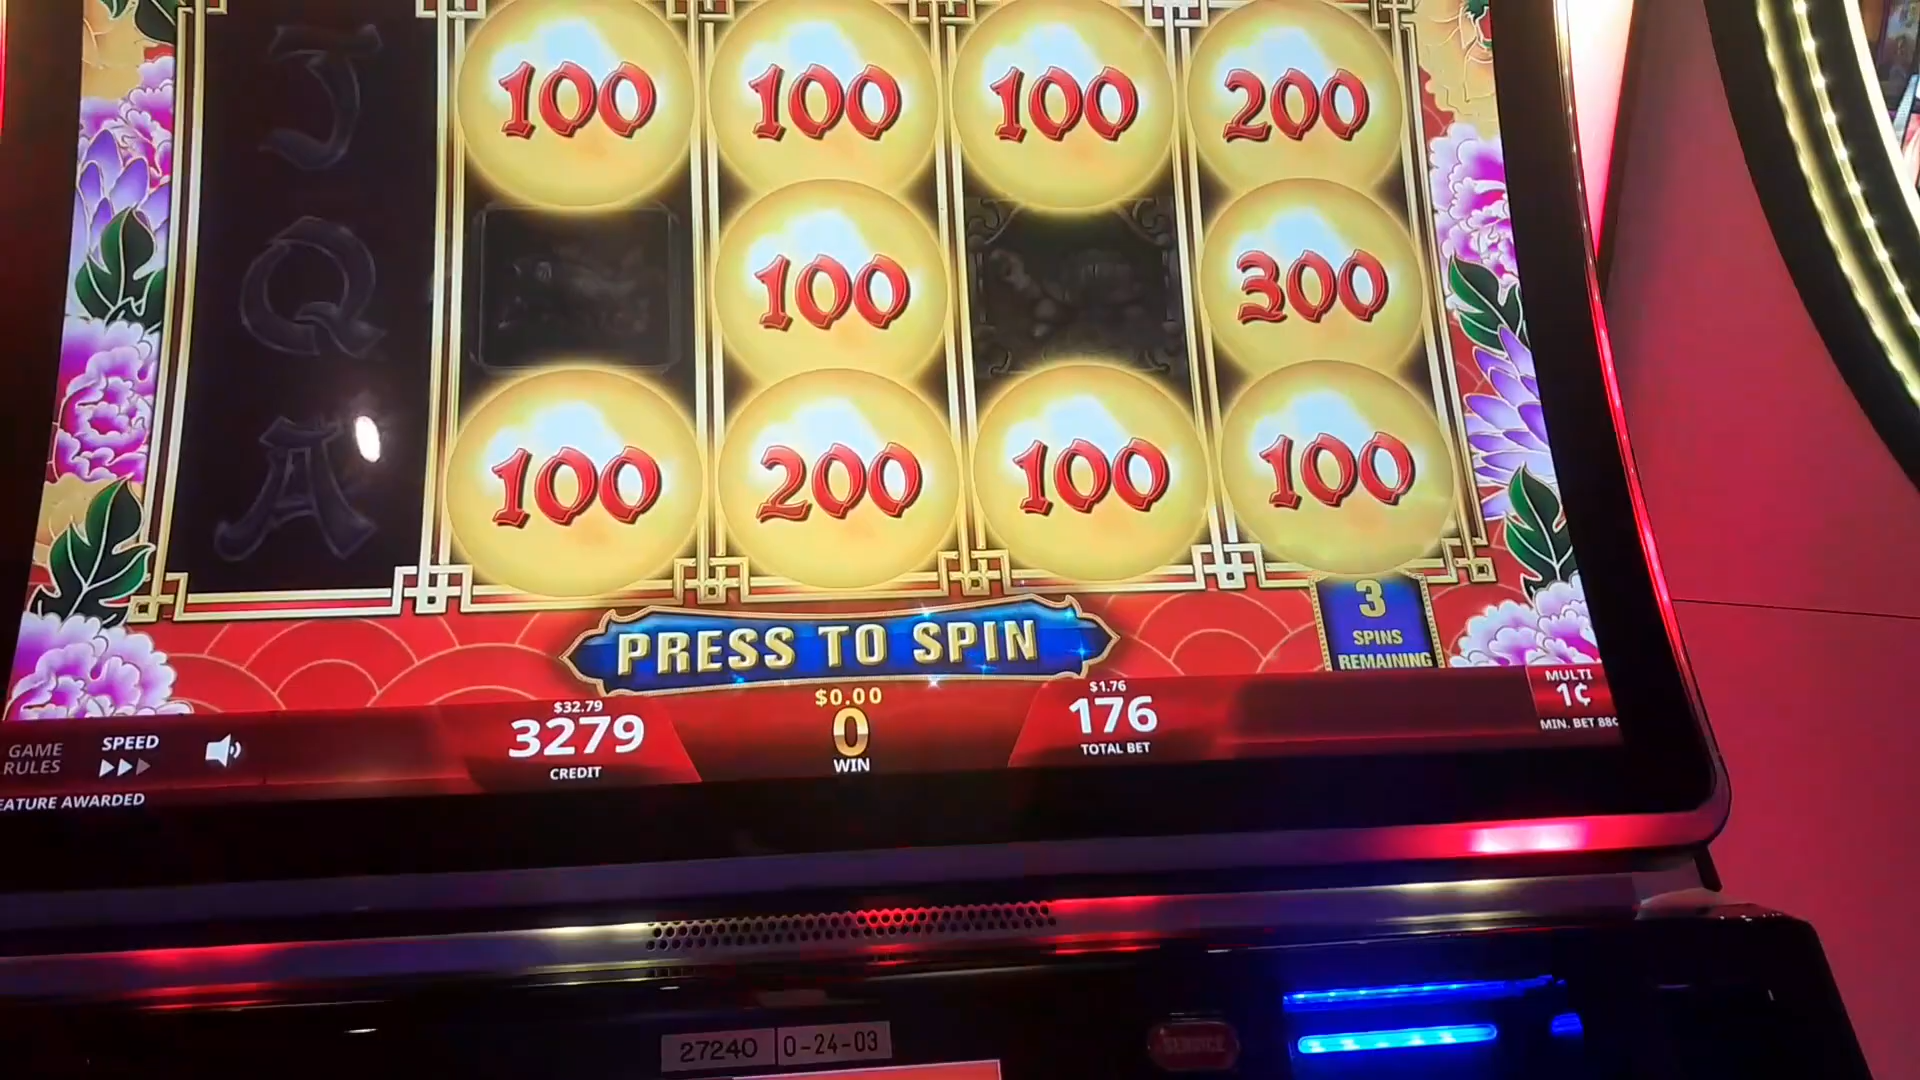 J 100 100 100 200
Q 100 300
A 100 200 100 100
PRESS TO SPIN
3
SPINS
REMAINING
GAME
RULES
SPEED
$32.79
3279
CREDIT
$0.00
0
WIN
$1.76
176
TOTAL BET
MULTI
1¢
MIN. BET 88¢
EATURE AWARDED
27240 0-24-03
SERVICE